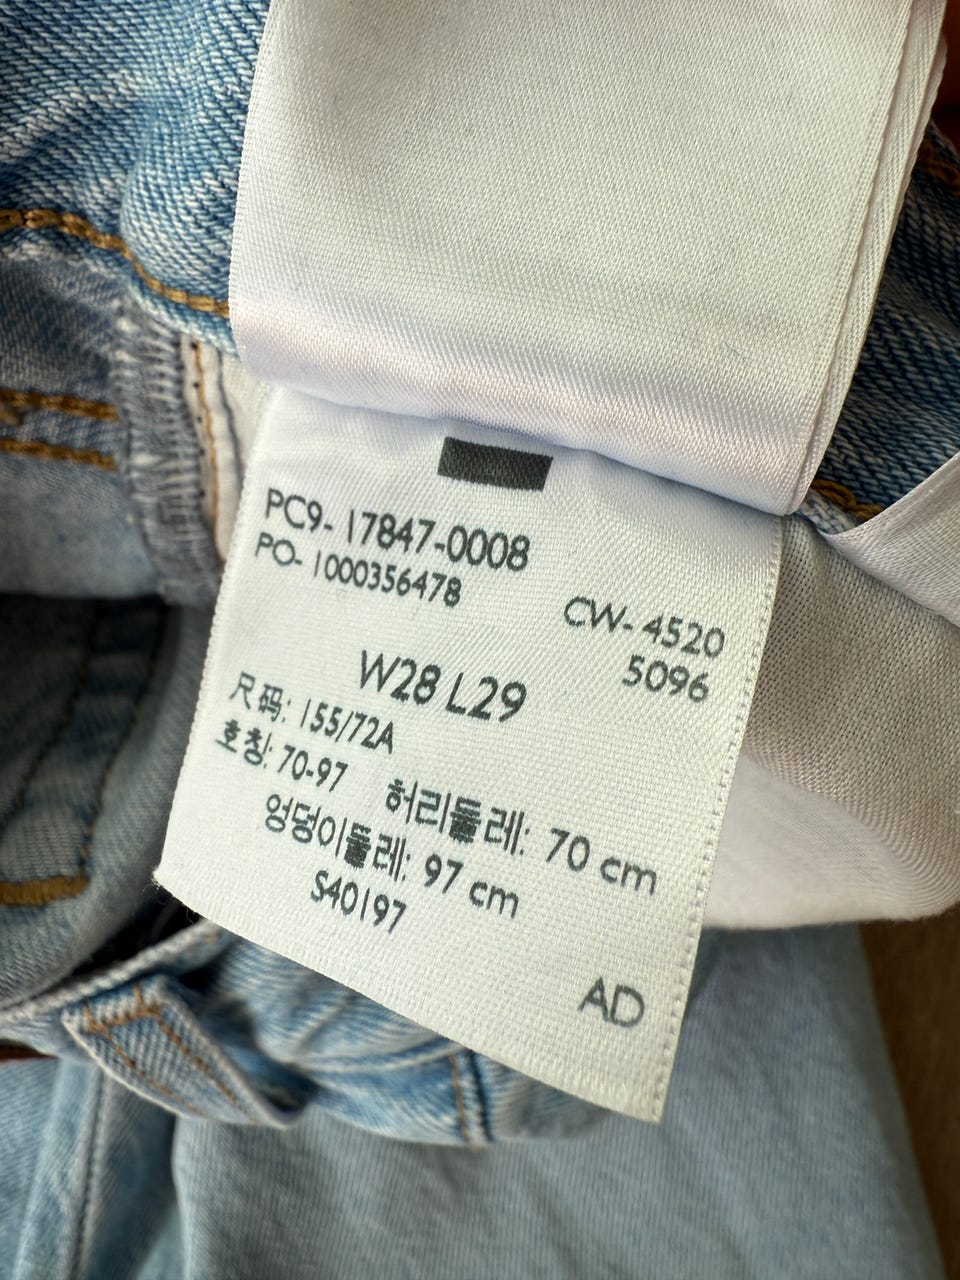 PC9- 17847-0008
PO- 1000356478
CW- 4520
5096
W28 L29
尺码: 155/72A
호칭: 70-97 허리둘레: 70 cm
엉덩이둘레: 97 cm
S40197
AD